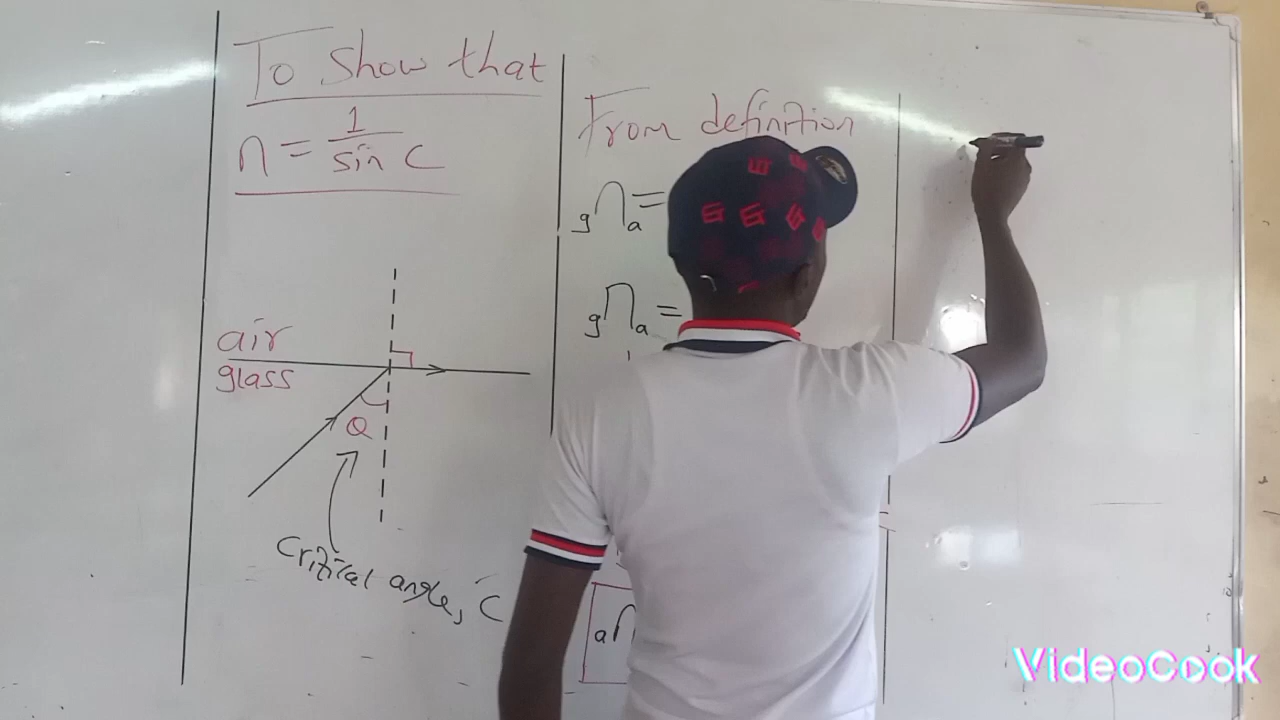 To Show that
n = 1/sin C
air
glass
Q
Critical angle, C
From definition
gna =
gna =
an
VideoCook